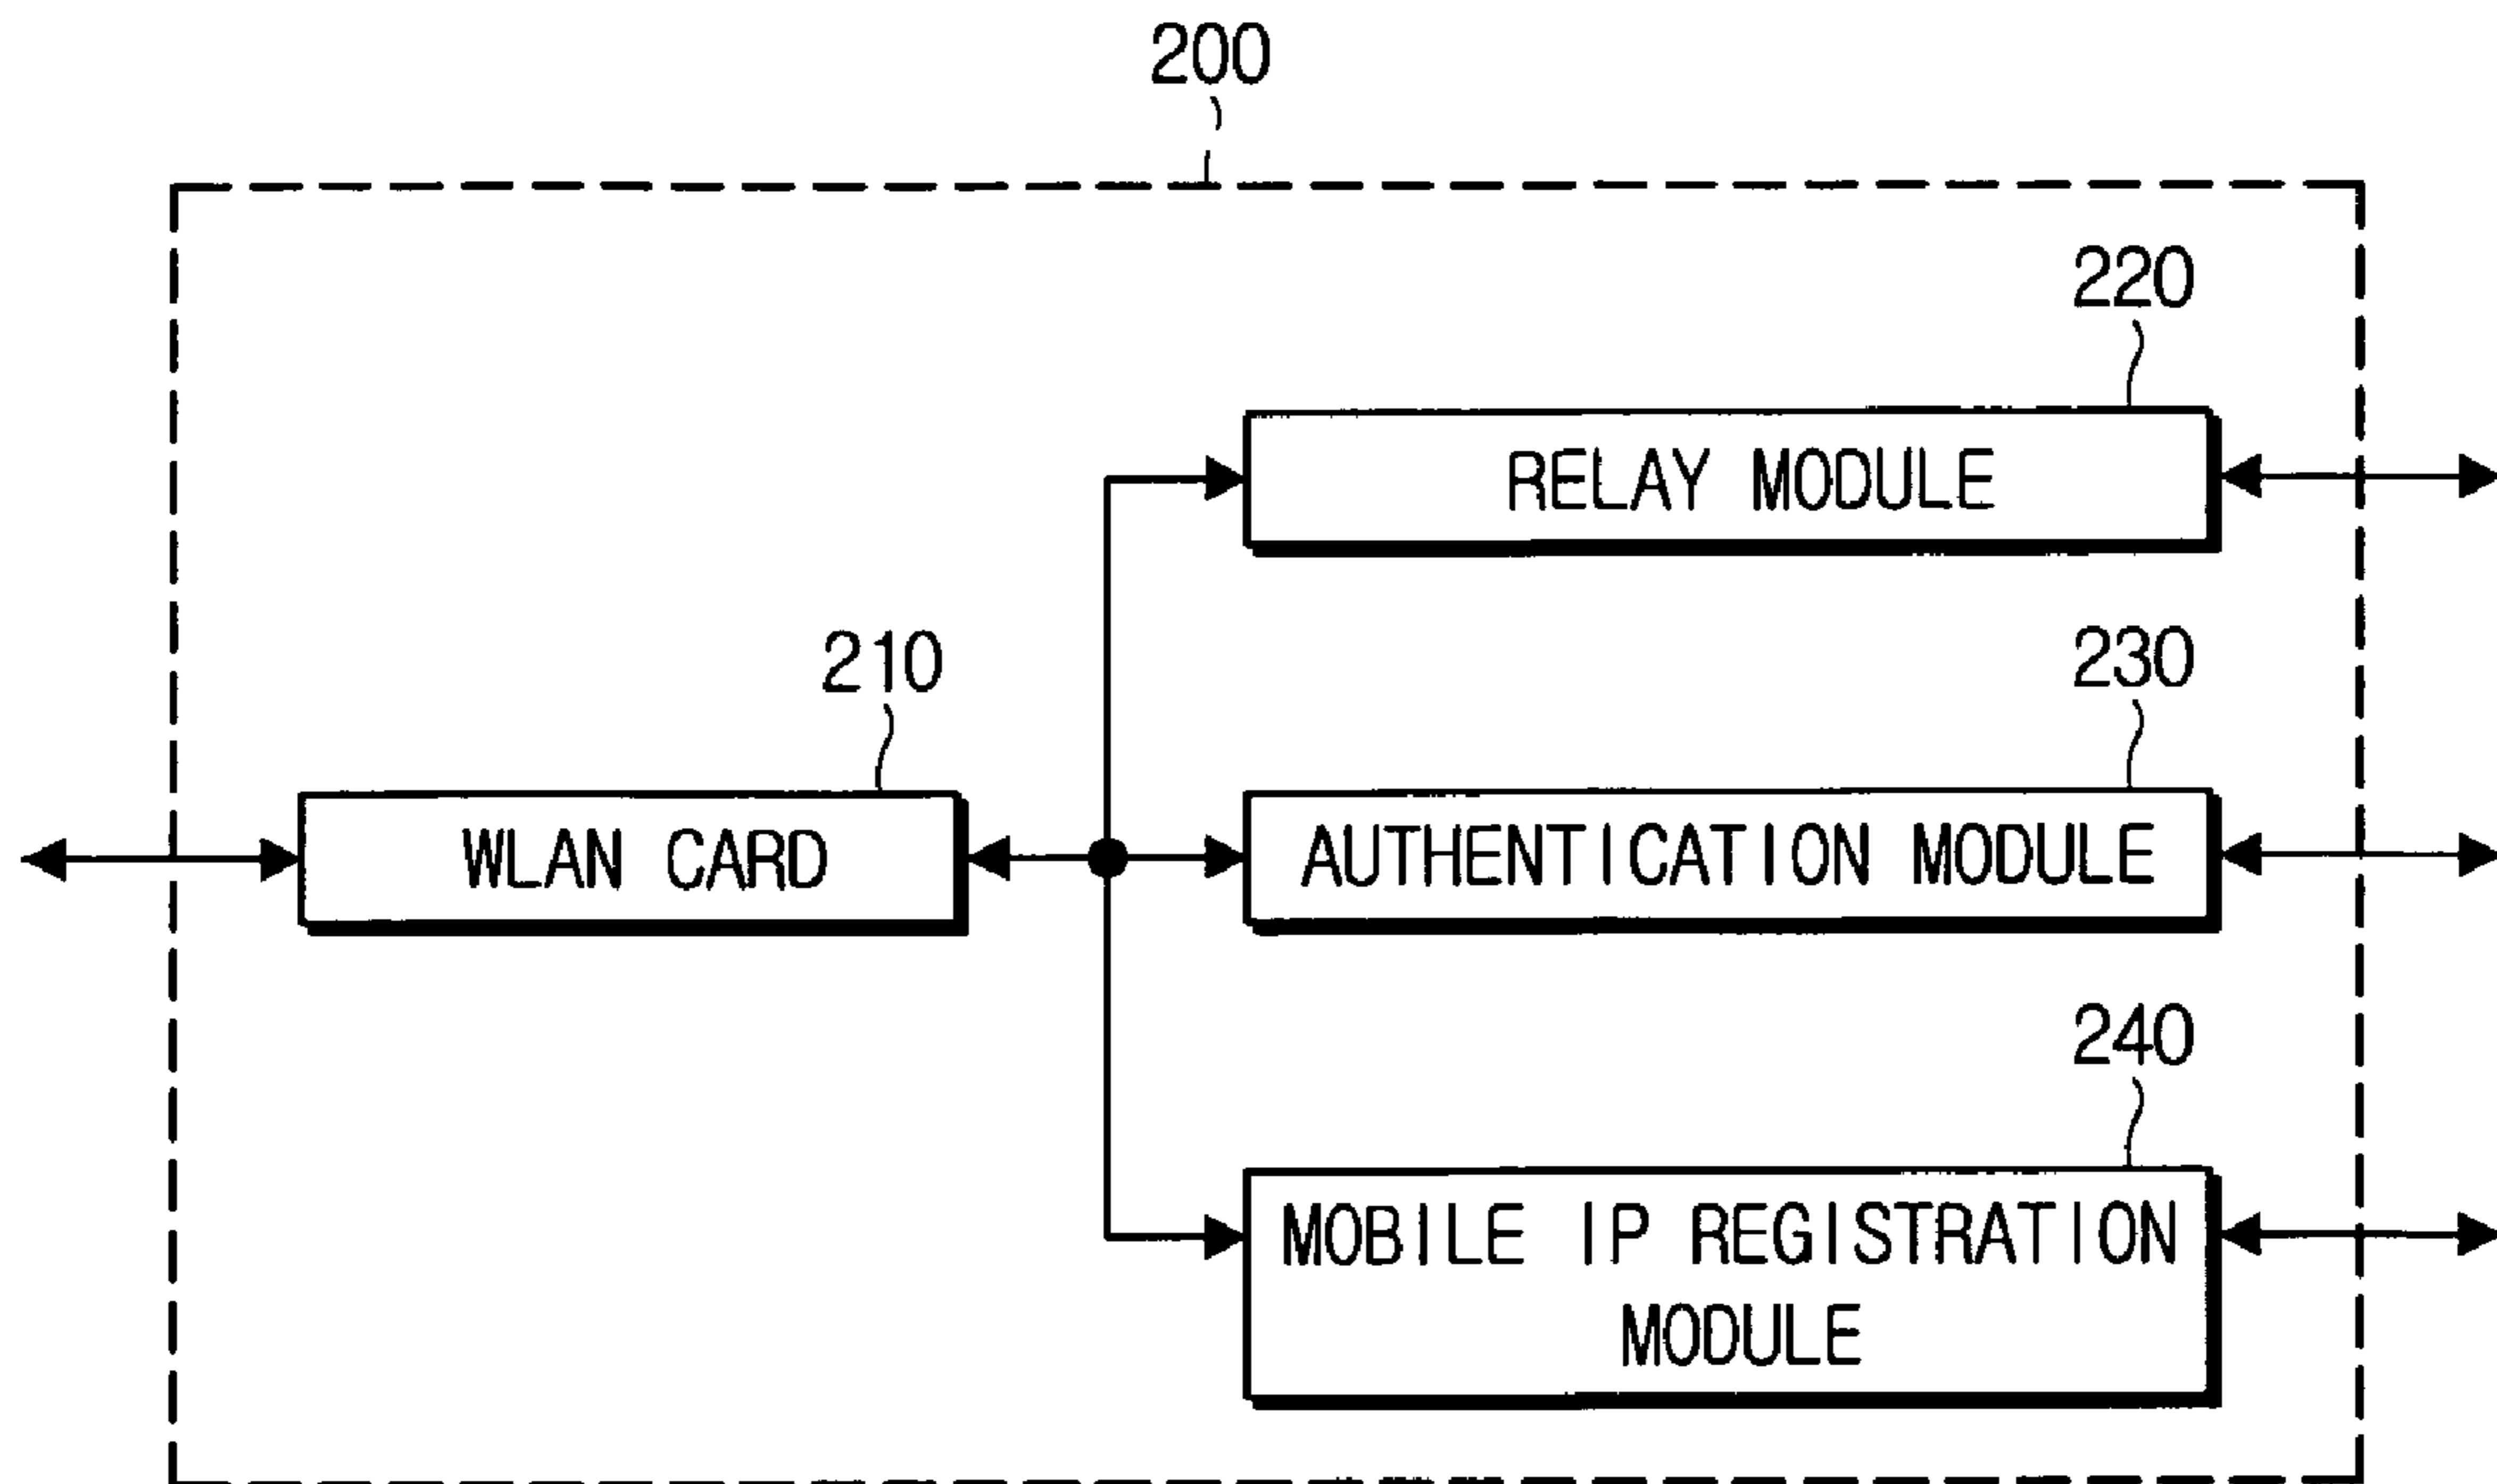 200
220
RELAY MODULE
210
230
WLAN CARD
AUTHENTICATION MODULE
240
MOBILE IP REGISTRATION
MODULE